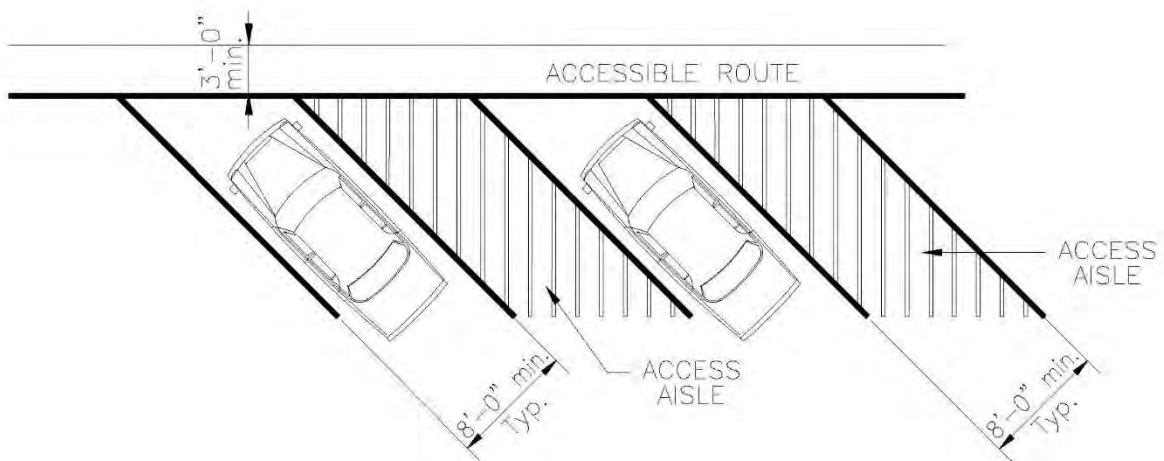 3'-0"
min.
ACCESSIBLE ROUTE
ACCESS
AISLE
ACCESS
AISLE
8'-0" min.
Typ.
8'-0" min.
Typ.